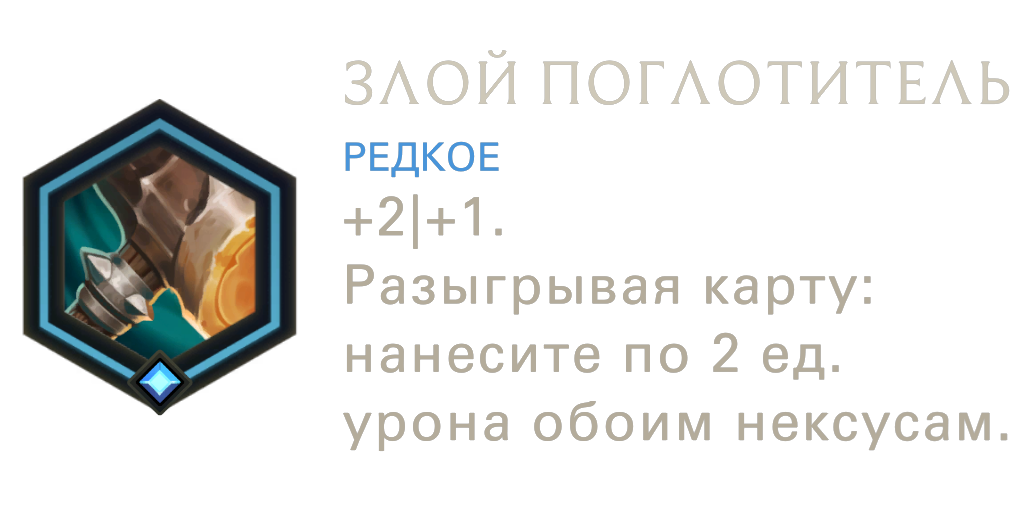 ЗЛОЙ ПОГЛОТИТЕЛЬ
РЕДКОЕ
+2|+1.
Разыгрывая карту:
нанесите по 2 ед.
урона обоим нексусам.